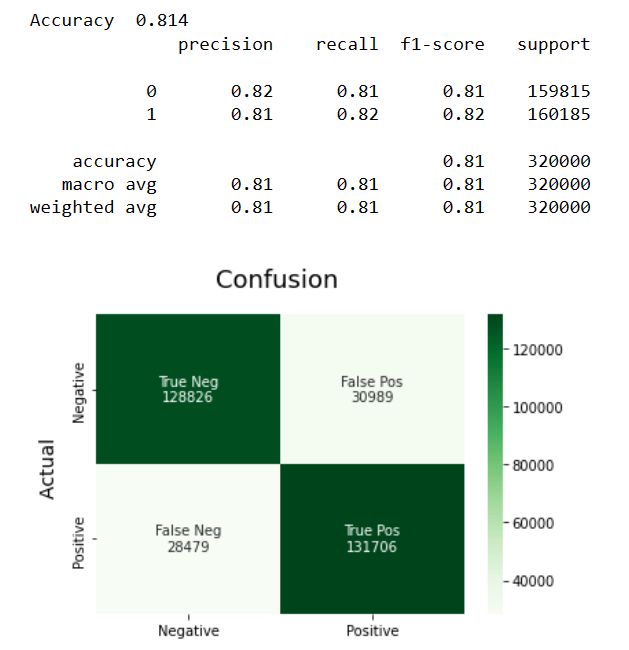 Accuracy 0.814
precision recall f1-score support
0 0.82 0.81 0.81 159815
1 0.81 0.82 0.82 160185
accuracy 0.81 320000
macro avg 0.81 0.81 0.81 320000
weighted avg 0.81 0.81 0.81 320000
Confusion
Actual
Negative
Positive
True Neg
128826
False Pos
30989
False Neg
28479
True Pos
131706
Negative
Positive
120000
100000
80000
60000
40000